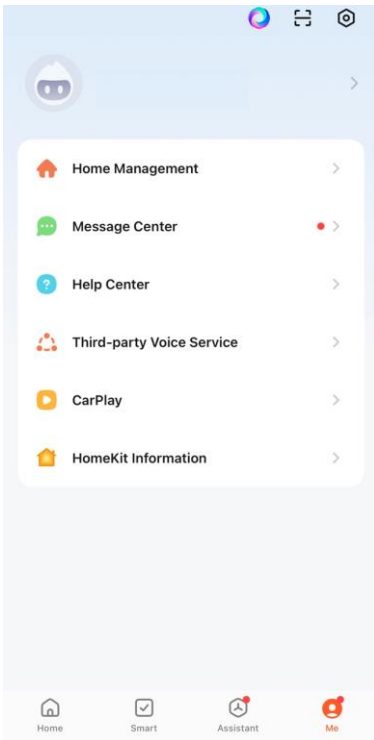 Home Management
Message Center
Help Center
Third-party Voice Service
CarPlay
HomeKit Information
Home
Smart
Assistant
Me